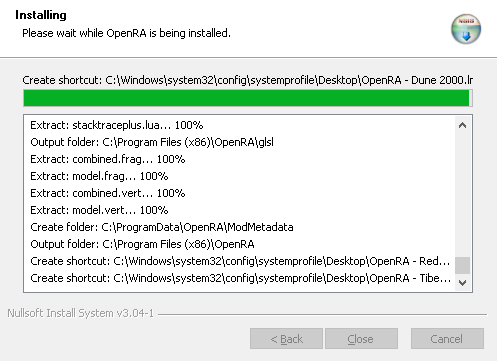 Installing
Please wait while OpenRA is being installed.
Create shortcut: C:\Windows\system32\config\systemprofile\Desktop\OpenRA - Dune 2000.lr
Extract: stacktraceplus.lua... 100%
Output folder: C:\Program Files (x86)\OpenRA\glsl
Extract: combined.frag... 100%
Extract: model.frag... 100%
Extract: combined.vert... 100%
Extract: model.vert... 100%
Create folder: C:\ProgramData\OpenRA\ModMetadata
Output folder: C:\Program Files (x86)\OpenRA
Create shortcut: C:\Windows\system32\config\systemprofile\Desktop\OpenRA - Red...
Create shortcut: C:\Windows\system32\config\systemprofile\Desktop\OpenRA - Tibe...
Nullsoft Install System v3.04-1
< Back
Close
Cancel